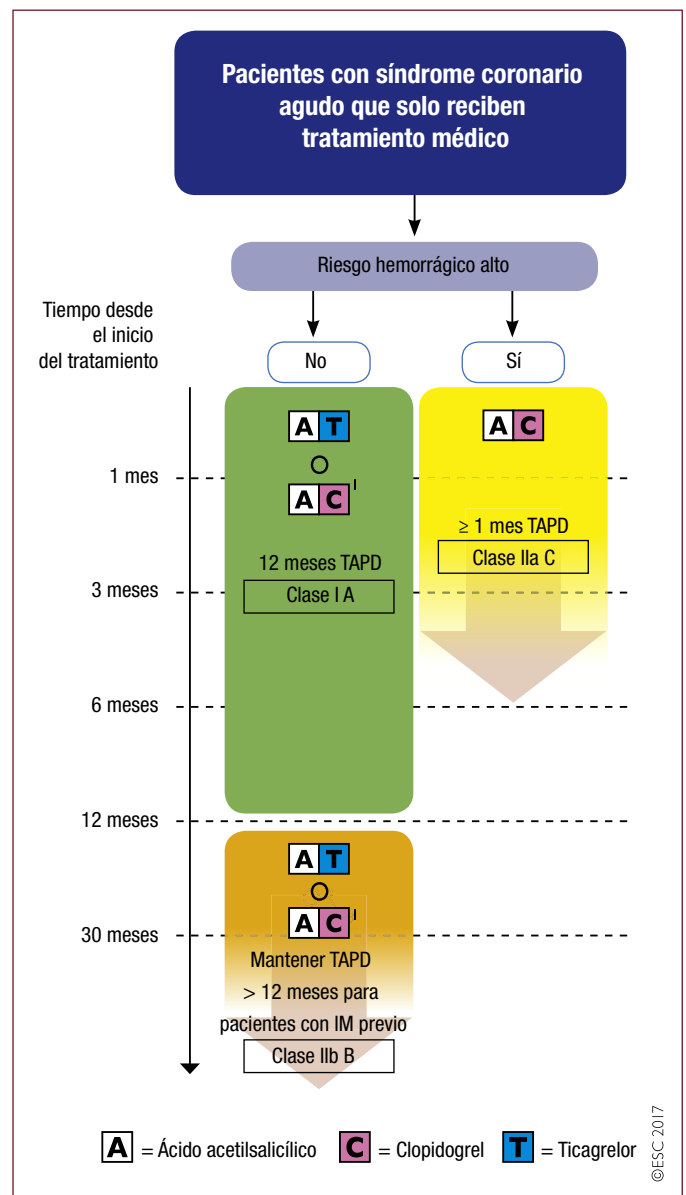 Pacientes con síndrome coronario
agudo que solo reciben
tratamiento médico
Riesgo hemorrágico alto
Tiempo desde
el inicio
del tratamiento
No
Sí
A T
A C
O
1 mes
A C I
≥ 1 mes TAPD
12 meses TAPD
Clase IIa C
3 meses
Clase I A
6 meses
12 meses
A T
O
A C I
30 meses
Mantener TAPD
> 12 meses para
pacientes con IM previo
Clase IIb B
A = Ácido acetilsalicílico
C = Clopidogrel
T = Ticagrelor
©ESC 2017